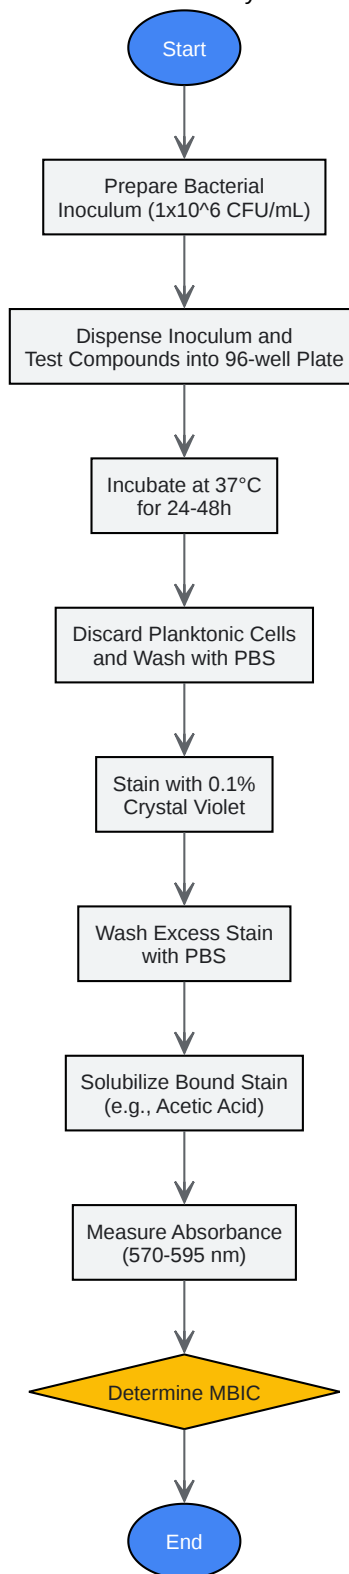 Start
Prepare Bacterial
Inoculum (1x10^6 CFU/mL)
Dispense Inoculum and
Test Compounds into 96-well Plate
Incubate at 37°C
for 24-48h
Discard Planktonic Cells
and Wash with PBS
Stain with 0.1%
Crystal Violet
Wash Excess Stain
with PBS
Solubilize Bound Stain
(e.g., Acetic Acid)
Measure Absorbance
(570-595 nm)
Determine MBIC
End